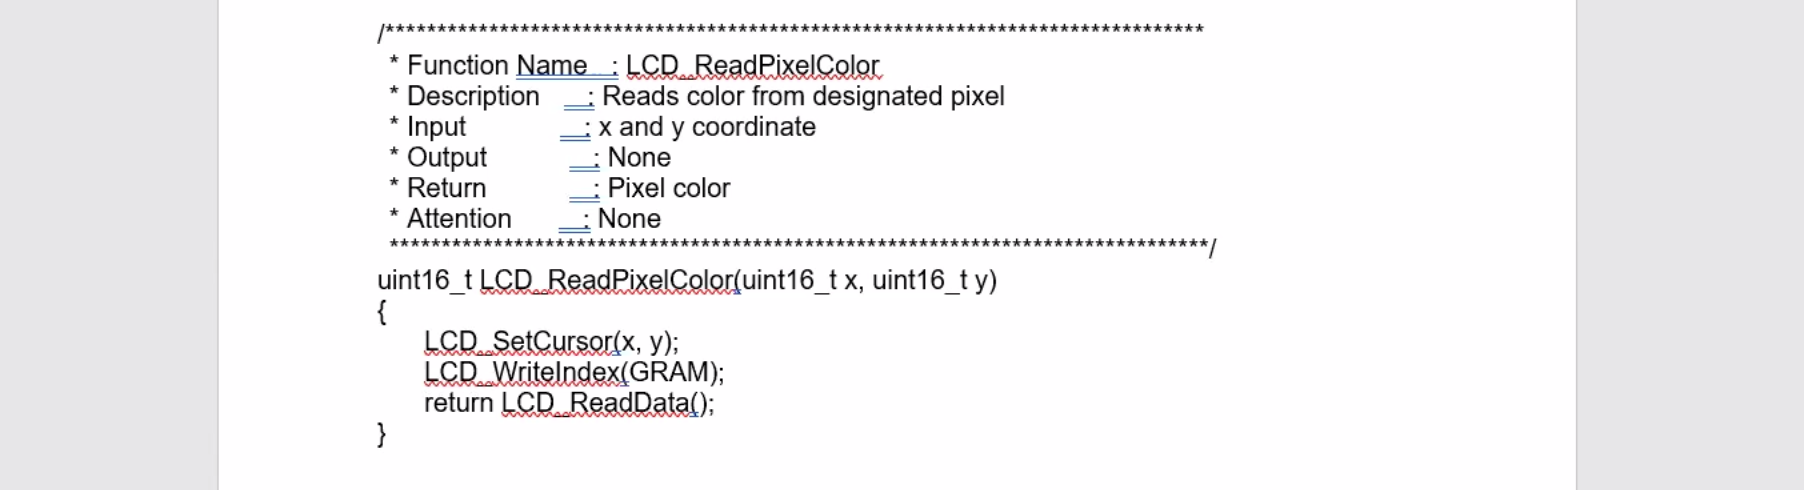 /*******************************************************************************
* Function Name   : LCD_ReadPixelColor
* Description    : Reads color from designated pixel
* Input          : x and y coordinate
* Output         : None
* Return         : Pixel color
* Attention      : None
*******************************************************************************/
uint16_t LCD_ReadPixelColor(uint16_t x, uint16_t y)
{
LCD_SetCursor(x, y);
LCD_WriteIndex(GRAM);
return LCD_ReadData();
}